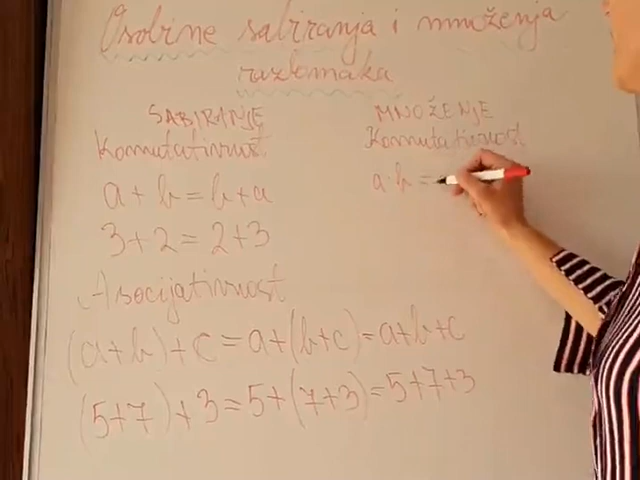 Osobine sabiranja i množenja
razlomaka
SABIRANJE
Komutativnost
a+b=b+a
3+2=2+3
Asocijativnost
(a+b)+c=a+(b+c)=a+b+c
(5+7)+3=5+(7+3)=5+7+3
MNOŽENJE
Komutativnost
a·b=